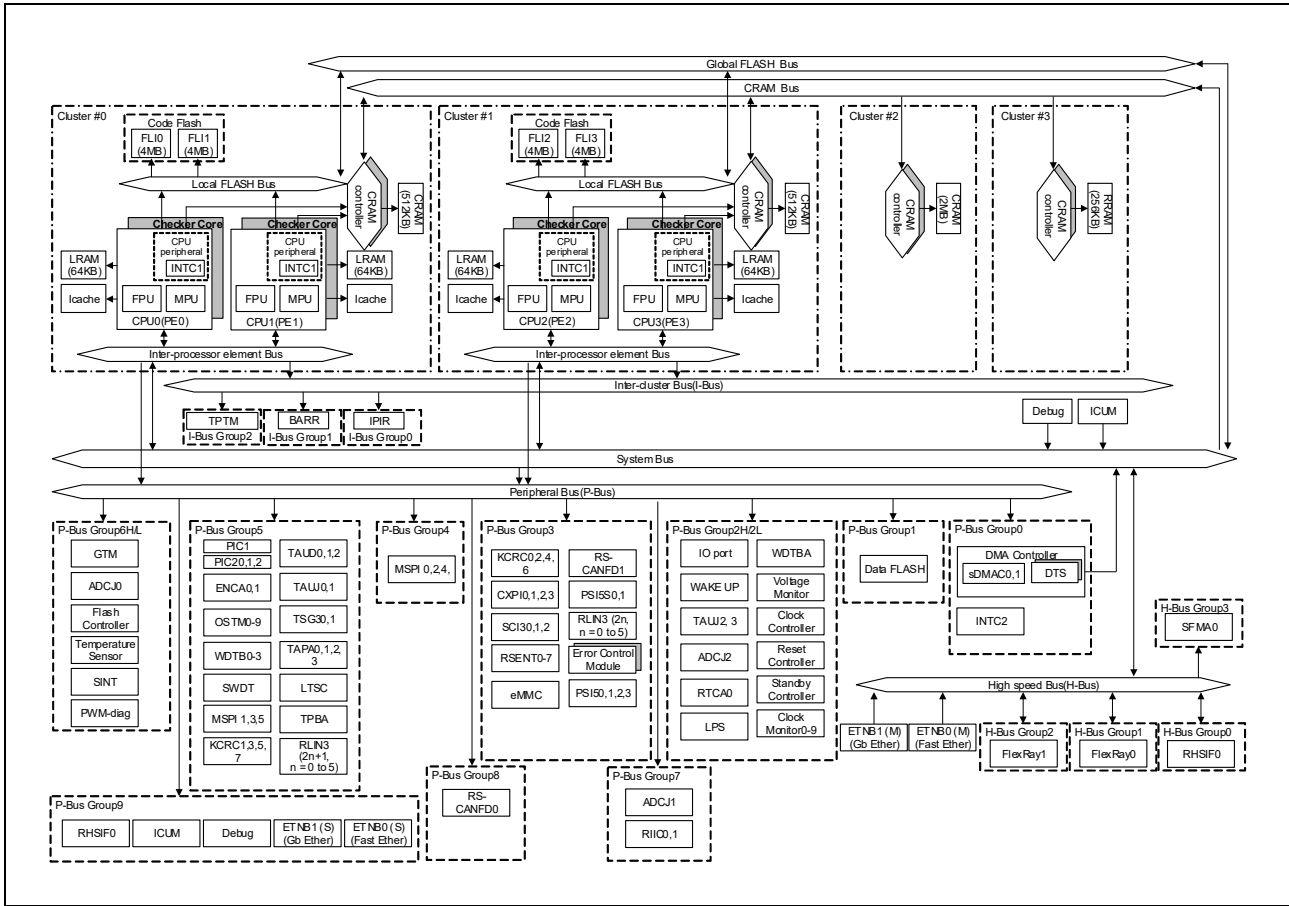 Global FLASH Bus
CRAM Bus
Cluster #0
Code Flash
FLI0
(4MB)
FLI1
(4MB)
Local FLASH Bus
CRAM
controller
CRAM
(512KB)
Checker Core
CPU
peripheral
INTC1
FPU
MPU
CPU0(PE0)
Checker Core
CPU
peripheral
INTC1
FPU
MPU
CPU1(PE1)
LRAM
(64KB)
Icache
LRAM
(64KB)
Icache
Inter-processor element Bus
Cluster #1
Code Flash
FLI2
(4MB)
FLI3
(4MB)
Local FLASH Bus
CRAM
controller
CRAM
(512KB)
Checker Core
CPU
peripheral
INTC1
FPU
MPU
CPU2(PE2)
Checker Core
CPU
peripheral
INTC1
FPU
MPU
CPU3(PE3)
LRAM
(64KB)
Icache
LRAM
(64KB)
Icache
Inter-processor element Bus
Cluster #2
CRAM
controller
CRAM
(2MB)
Cluster #3
CRAM
controller
RRAM
(256KB)
Inter-cluster Bus(I-Bus)
TPTM
I-Bus Group2
BARR
I-Bus Group1
IPIR
I-Bus Group0
Debug
ICUM
System Bus
Peripheral Bus(P-Bus)
P-Bus Group6H/L
GTM
ADCJ0
Flash
Controller
Temperature
Sensor
SINT
PWM-diag
P-Bus Group5
PIC1
PIC20,1,2
ENCA0,1
OSTM0-9
WDTB0-3
SWDT
MSPI 1,3,5
KCRC1,3,5,
7
TAUD0,1,2
TAUJ0,1
TSG30,1
TAPA0,1,2,
3
LTSC
TPBA
RLIN3
(2n+1,
n = 0 to 5)
P-Bus Group4
MSPI 0,2,4,
P-Bus Group3
KCRC0,2,4,
6
CXPI0,1,2,3
SCI30,1,2
RSENT0-7
eMMC
RS-
CANFD1
PSI5S0,1
RLIN3 (2n,
n = 0 to 5)
Error Control
Module
PSI50,1,2,3
P-Bus Group2H/2L
IO port
WAKE UP
TAUJ2, 3
ADCJ2
RTCA0
LPS
WDTBA
Voltage
Monitor
Clock
Controller
Reset
Controller
Standby
Controller
Clock
Monitor0-9
P-Bus Group1
Data FLASH
P-Bus Group0
DMA Controller
sDMAC0,1
DTS
INTC2
H-Bus Group3
SFMA0
High speed Bus(H-Bus)
ETNB1 (M)
(Gb Ether)
ETNB0 (M)
(Fast Ether)
H-Bus Group2
FlexRay1
H-Bus Group1
FlexRay0
H-Bus Group0
RHSIF0
P-Bus Group8
RS-
CANFD0
P-Bus Group7
ADCJ1
RIIC0,1
P-Bus Group9
RHSIF0
ICUM
Debug
ETNB1 (S)
(Gb Ether)
ETNB0 (S)
(Fast Ether)